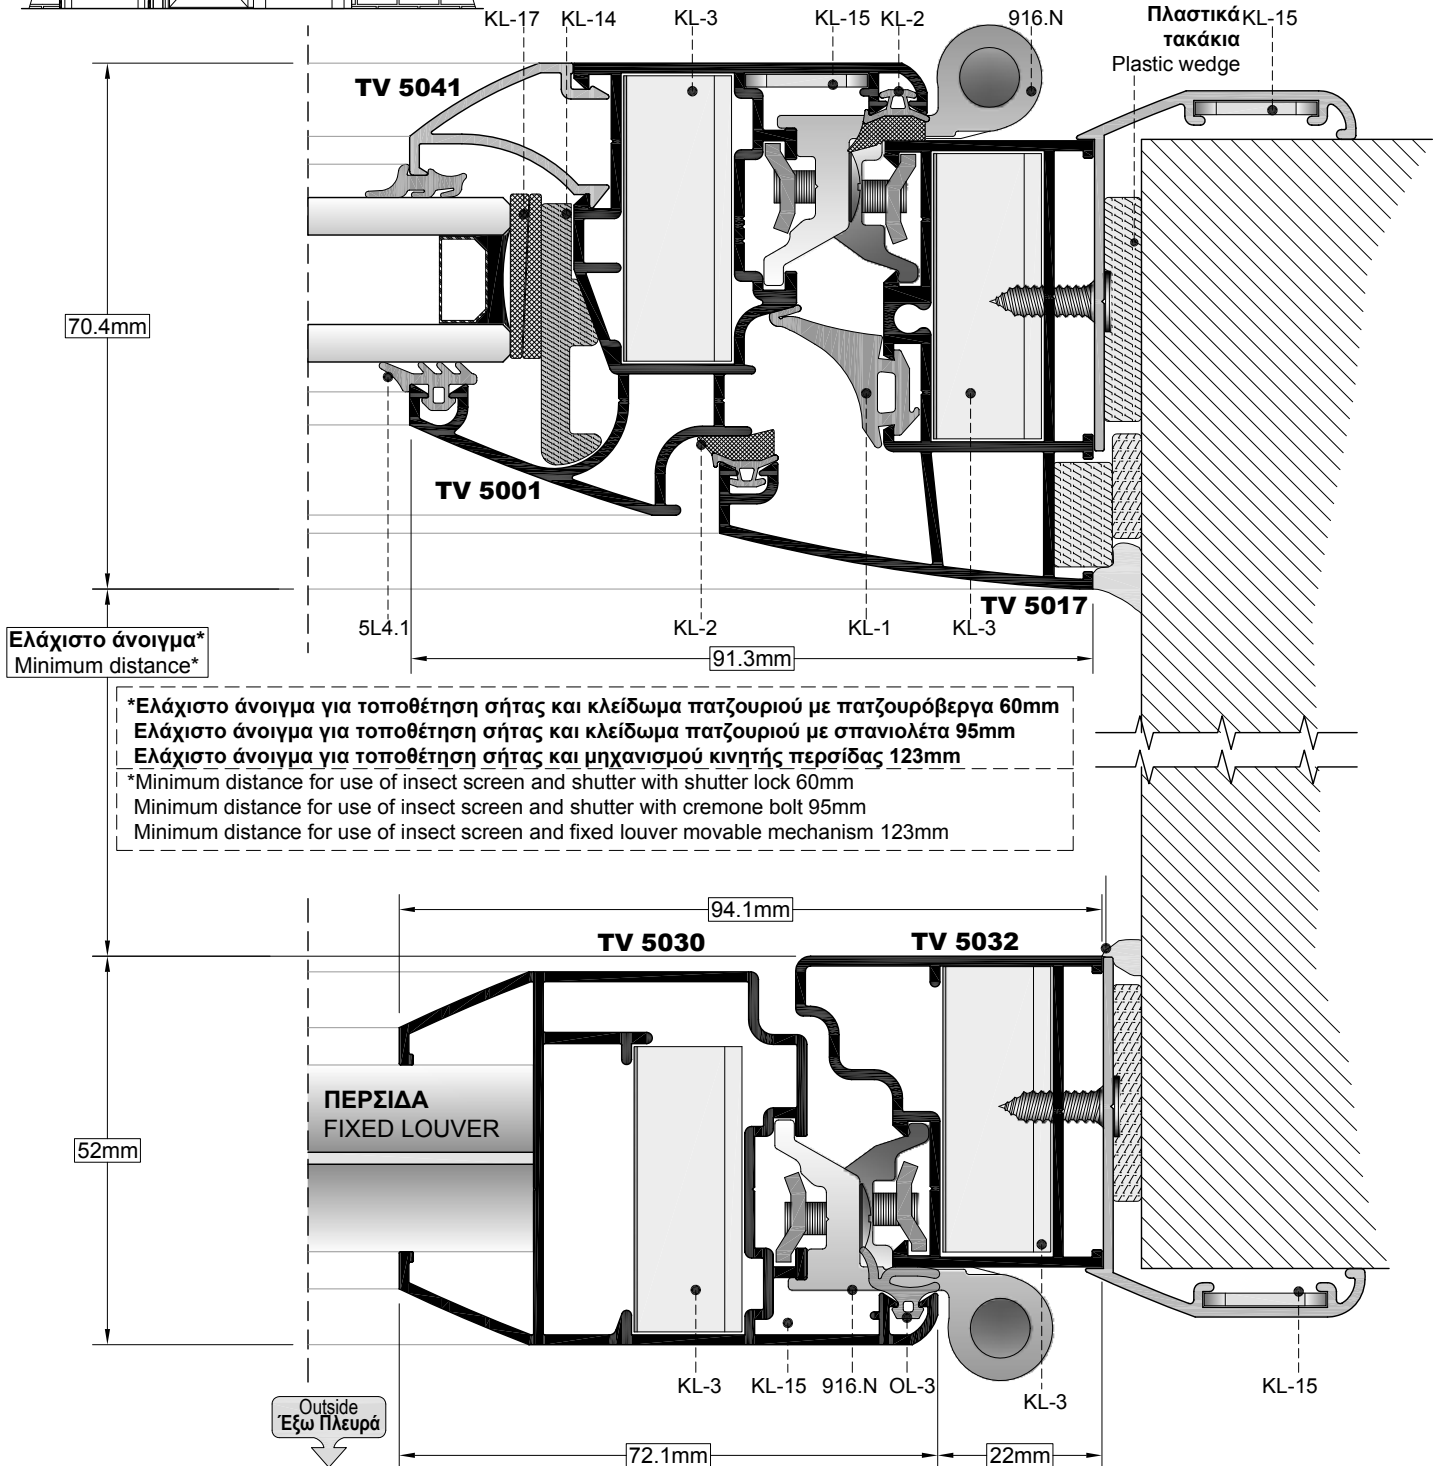 KL-17 KL-14 KL-3 KL-15 KL-2 916.N Πλαστικά KL-15
τακάκια
Plastic wedge
TV 5041
70.4mm
TV 5001
TV 5017
5L4.1 KL-2 KL-1 KL-3
Ελάχιστο άνοιγμα*
Minimum distance*
91.3mm
*Ελάχιστο άνοιγμα για τοποθέτηση σήτας και κλείδωμα πατζουριού με πατζουρόβεργα 60mm
Ελάχιστο άνοιγμα για τοποθέτηση σήτας και κλείδωμα πατζουριού με σπανιολέτα 95mm
Ελάχιστο άνοιγμα για τοποθέτηση σήτας και μηχανισμού κινητής περσίδας 123mm
*Minimum distance for use of insect screen and shutter with shutter lock 60mm
Minimum distance for use of insect screen and shutter with cremone bolt 95mm
Minimum distance for use of insect screen and fixed louver movable mechanism 123mm
94.1mm
TV 5030 TV 5032
ΠΕΡΣΙΔΑ
FIXED LOUVER
52mm
KL-3 KL-15 916.N OL-3 KL-3 KL-15
Outside
Έξω Πλευρά
72.1mm 22mm